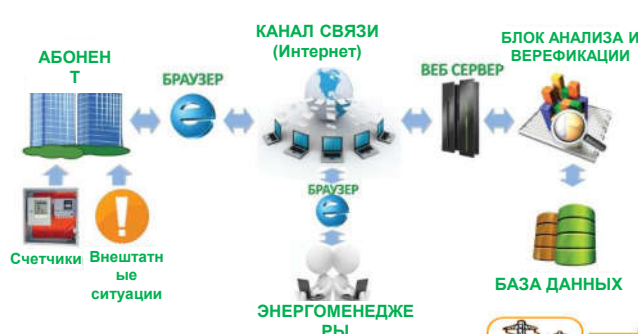 АБОНЕН
Т
БРАУЗЕР
КАНАЛ СВЯЗИ
(Интернет)
ВЕБ СЕРВЕР
БЛОК АНАЛИЗА И
ВЕРЕФИКАЦИИ
Счетчики
Внештатн
ые
ситуации
БРАУЗЕР
ЭНЕРГОМЕНЕДЖЕ
РЫ
БАЗА ДАННЫХ